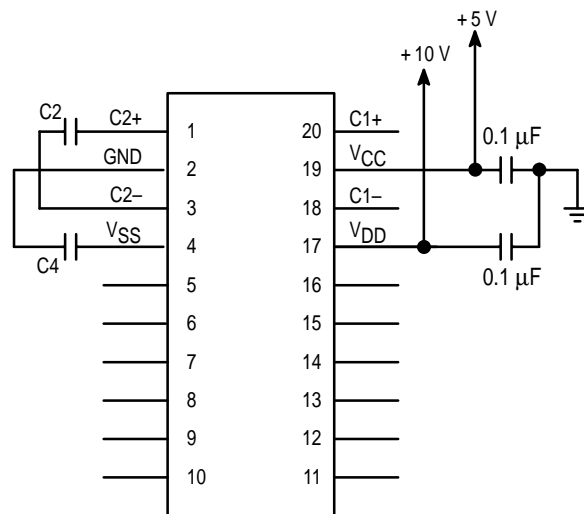 + 5 V
+ 10 V
C2
C2+
1
20
C1+
0.1 µF
GND
2
19
VCC
C2–
3
18
C1–
VSS
4
17
VDD
C4
0.1 µF
5
16
6
15
7
14
8
13
9
12
10
11